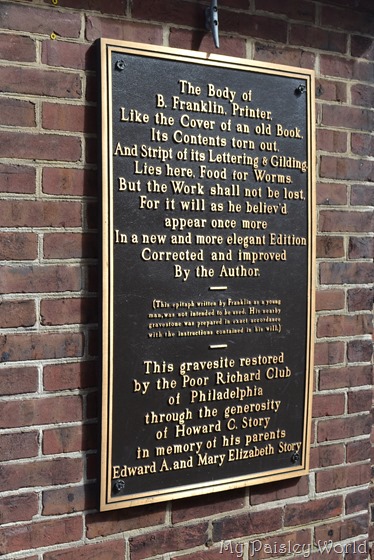 The Body of
B. Franklin, Printer,
Like the Cover of an old Book,
Its Contents torn out,
And Stript of its Lettering & Gilding,
Lies here, Food for Worms.
But the Work shall not be lost,
For it will as he believ'd
appear once more
In a new and more elegant Edition
Corrected and improved
By the Author.
(This epitaph written by Franklin as a young
man, was not intended to be used. His nearby
gravestone was prepared in exact accordance
with the instructions contained in his will.)
This gravesite restored
by the Poor Richard Club
of Philadelphia
through the generosity
of Howard C. Story
in memory of his parents
Edward A. and Mary Elizabeth Story
My Paisley World